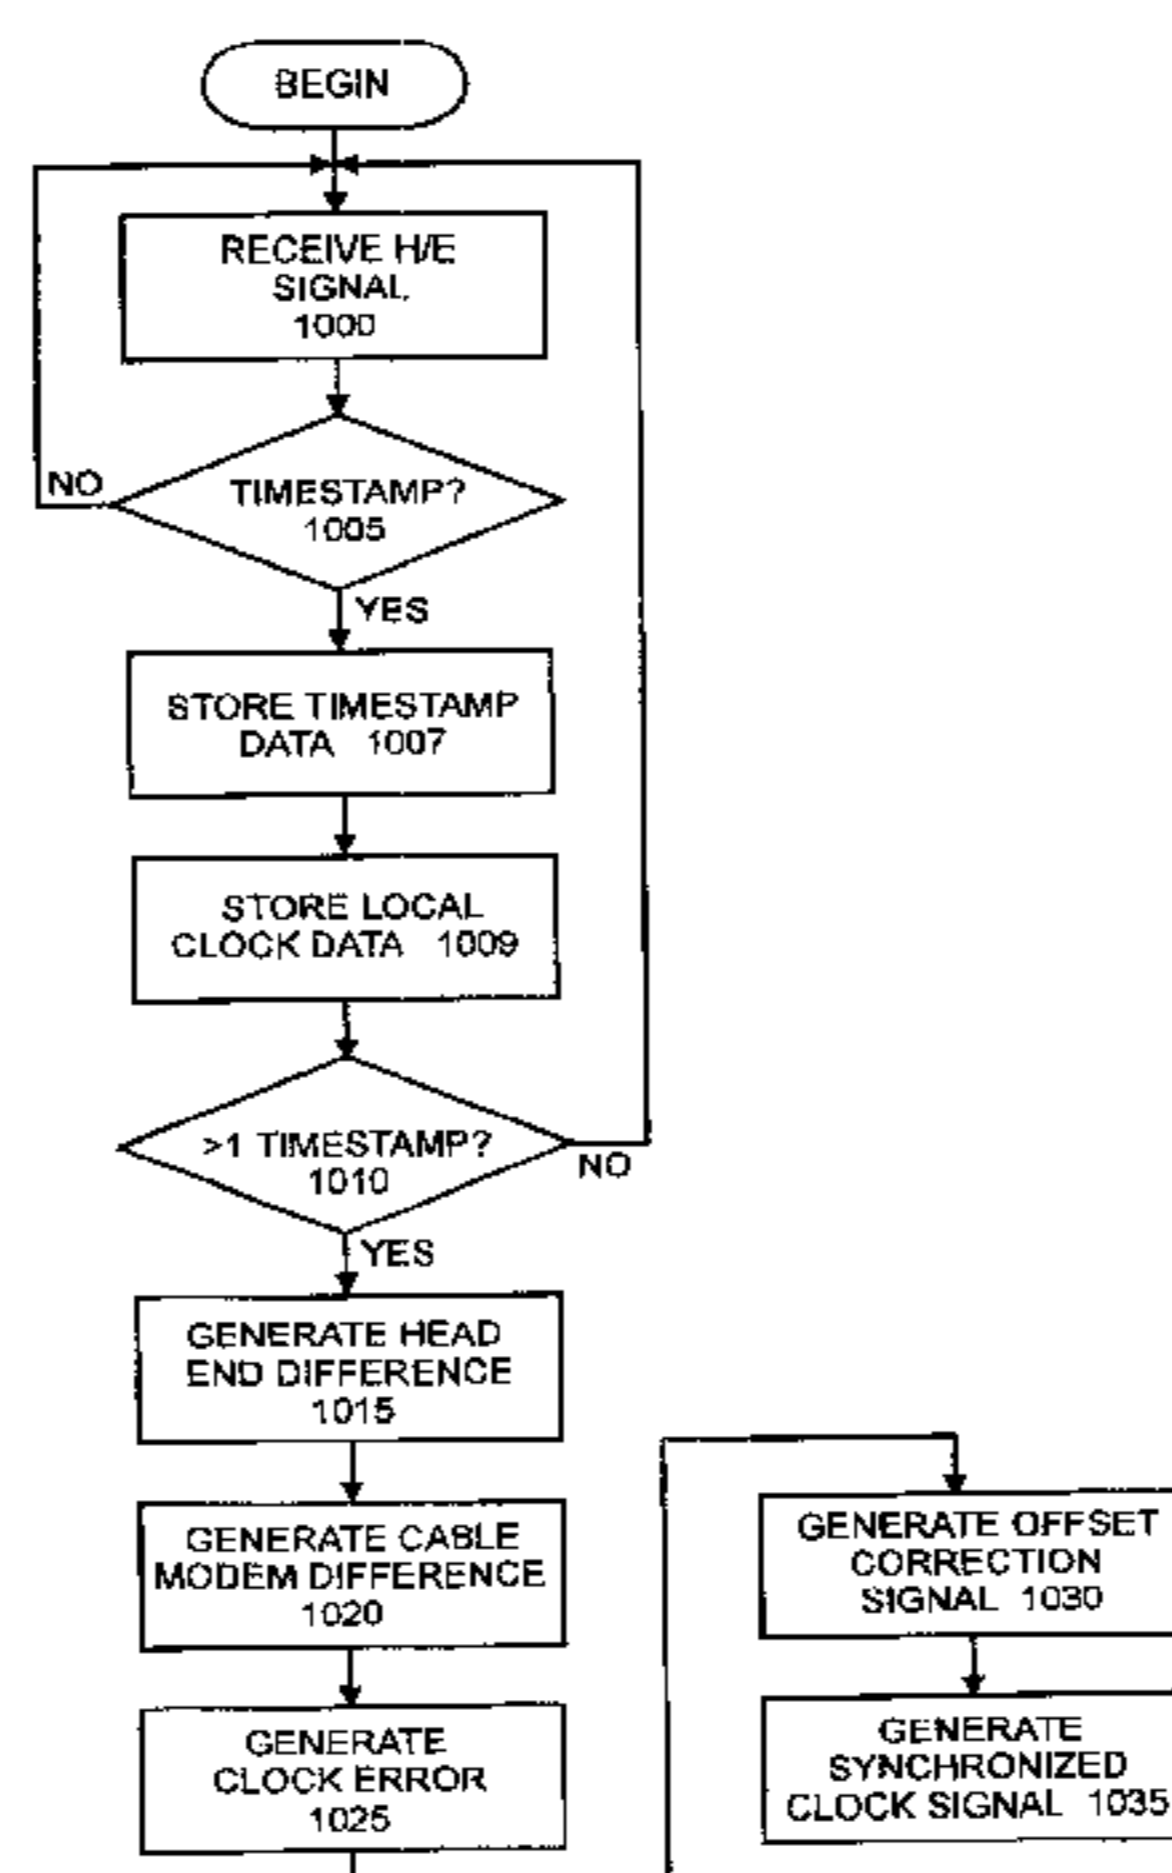 BEGIN
RECEIVE H/E
SIGNAL
1000
TIMESTAMP?
1005
NO
YES
STORE TIMESTAMP
DATA 1007
STORE LOCAL
CLOCK DATA 1009
>1 TIMESTAMP?
1010
NO
YES
GENERATE HEAD
END DIFFERENCE
1015
GENERATE CABLE
MODEM DIFFERENCE
1020
GENERATE
CLOCK ERROR
1025
GENERATE OFFSET
CORRECTION
SIGNAL 1030
GENERATE
SYNCHRONIZED
CLOCK SIGNAL 1035